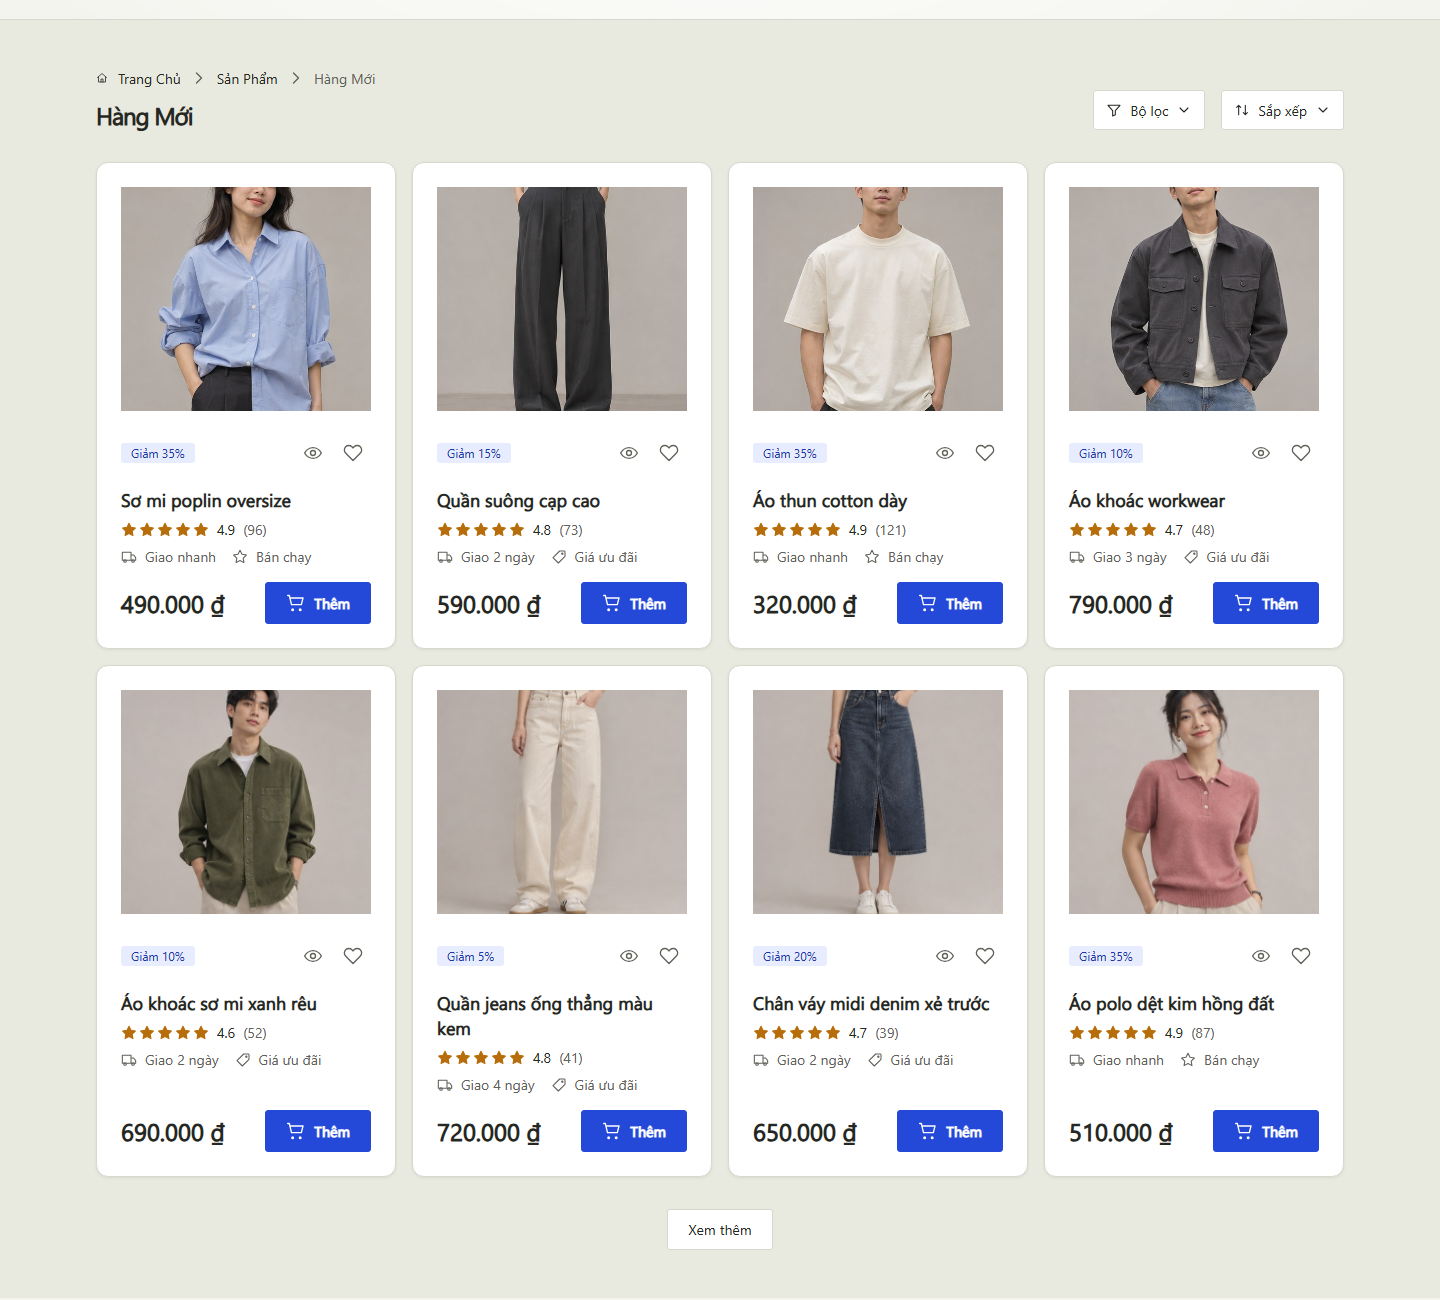 Trang Chủ > Sản Phẩm > Hàng Mới
Hàng Mới
Bộ lọc
Sắp xếp
Giảm 35%
Sơ mi poplin oversize
4.9 (96)
Giao nhanh Bán chạy
490.000 ₫ Thêm
Giảm 15%
Quần suông cạp cao
4.8 (73)
Giao 2 ngày Giá ưu đãi
590.000 ₫ Thêm
Giảm 35%
Áo thun cotton dày
4.9 (121)
Giao nhanh Bán chạy
320.000 ₫ Thêm
Giảm 10%
Áo khoác workwear
4.7 (48)
Giao 3 ngày Giá ưu đãi
790.000 ₫ Thêm
Giảm 10%
Áo khoác sơ mi xanh rêu
4.6 (52)
Giao 2 ngày Giá ưu đãi
690.000 ₫ Thêm
Giảm 5%
Quần jeans ống thẳng màu
kem
4.8 (41)
Giao 4 ngày Giá ưu đãi
720.000 ₫ Thêm
Giảm 20%
Chân váy midi denim xẻ trước
4.7 (39)
Giao 2 ngày Giá ưu đãi
650.000 ₫ Thêm
Giảm 35%
Áo polo dệt kim hồng đất
4.9 (87)
Giao nhanh Bán chạy
510.000 ₫ Thêm
Xem thêm